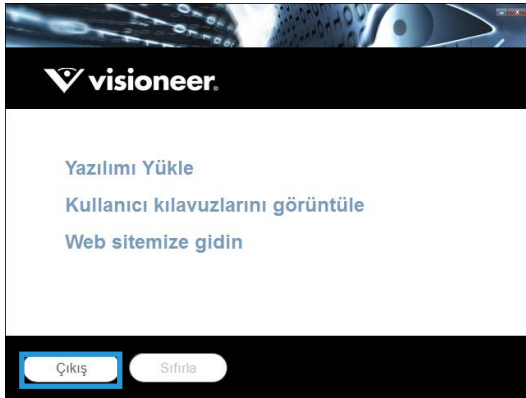 visioneer.
Yazılımı Yükle
Kullanıcı kılavuzlarını görüntüle
Web sitemize gidin
Çıkış
Sıfırla